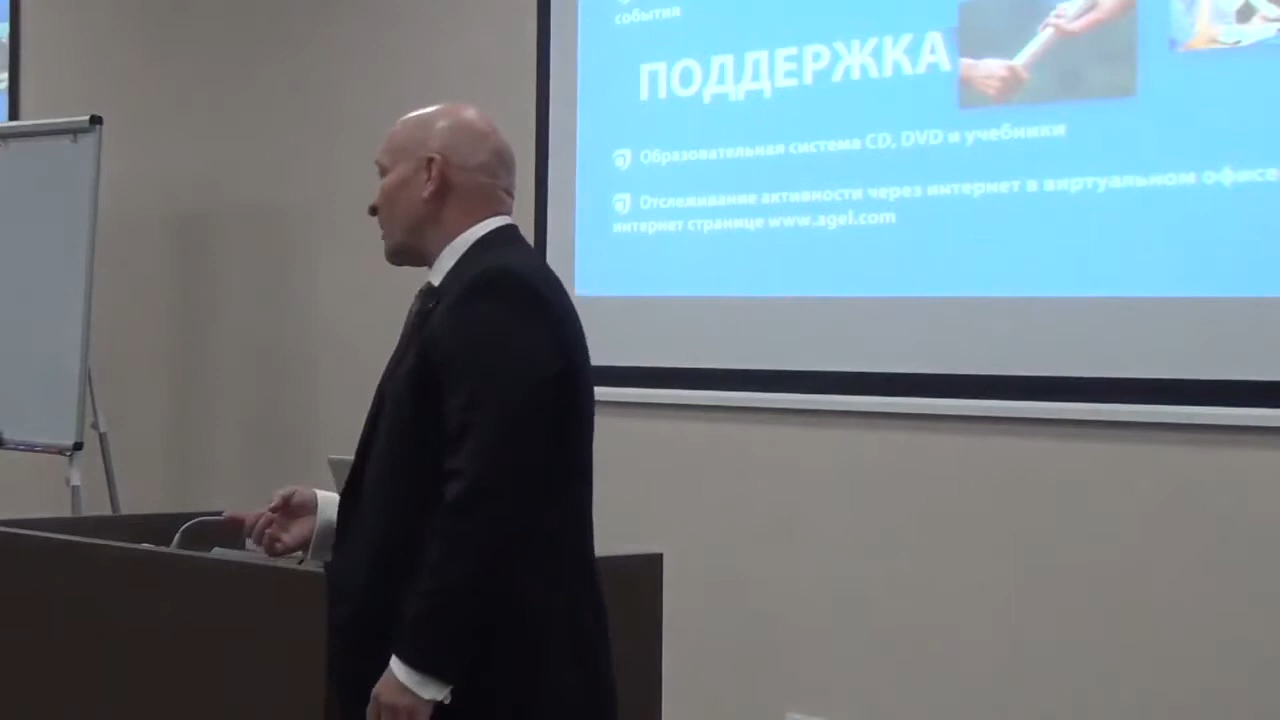 события
ПОДДЕРЖКА
Образовательная система CD, DVD и учебники
Отслеживание активности через интернет в виртуальном офисе
интернет странице www.agel.com